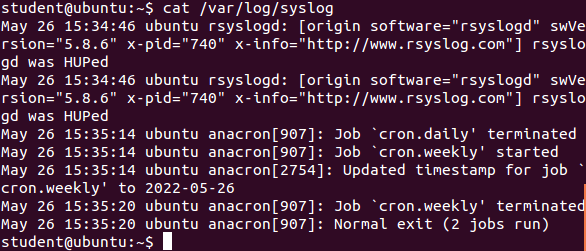 student@ubuntu:~$ cat /var/log/syslog
May 26 15:34:46 ubuntu rsyslogd: [origin software="rsyslogd" swVe
rsion="5.8.6" x-pid="740" x-info="http://www.rsyslog.com"] rsyslo
gd was HUPed
May 26 15:34:46 ubuntu rsyslogd: [origin software="rsyslogd" swVe
rsion="5.8.6" x-pid="740" x-info="http://www.rsyslog.com"] rsyslo
gd was HUPed
May 26 15:35:14 ubuntu anacron[907]: Job `cron.daily' terminated
May 26 15:35:14 ubuntu anacron[907]: Job `cron.weekly' started
May 26 15:35:14 ubuntu anacron[2754]: Updated timestamp for job `
cron.weekly' to 2022-05-26
May 26 15:35:20 ubuntu anacron[907]: Job `cron.weekly' terminated
May 26 15:35:20 ubuntu anacron[907]: Normal exit (2 jobs run)
student@ubuntu:~$